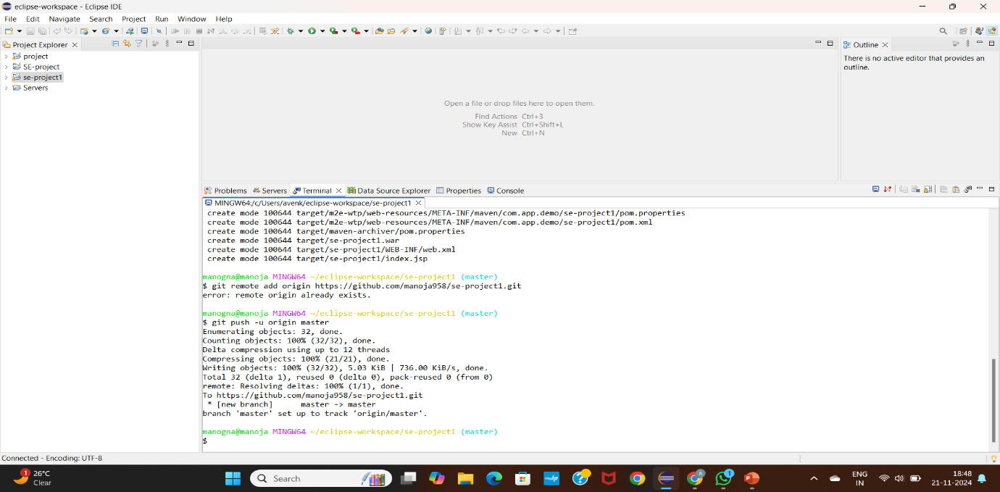 eclipse-workspace - Eclipse IDE
File Edit Navigate Search Project Run Window Help
Project Explorer
project
SE-project
se-project1
Servers
Open a file or drop files here to open them.
Find Actions Ctrl+3
Show Key Assist Ctrl+Shift+L
New Ctrl+N
Outline
There is no active editor that provides an
outline.
Problems Servers Terminal Data Source Explorer Properties Console
MINGW64:/c/Users/avenk/eclipse-workspace/se-project1
create mode 100644 target/m2e-wtp/web-resources/META-INF/maven/com.app.demo/se-project1/pom.properties
create mode 100644 target/m2e-wtp/web-resources/META-INF/maven/com.app.demo/se-project1/pom.xml
create mode 100644 target/maven-archiver/pom.properties
create mode 100644 target/se-project1.war
create mode 100644 target/se-project1/WEB-INF/web.xml
create mode 100644 target/se-project1/index.jsp
manogna@manoja MINGW64 ~/eclipse-workspace/se-project1 (master)
$ git remote add origin https://github.com/manoja958/se-project1.git
error: remote origin already exists.
manogna@manoja MINGW64 ~/eclipse-workspace/se-project1 (master)
$ git push -u origin master
Enumerating objects: 32, done.
Counting objects: 100% (32/32), done.
Delta compression using up to 12 threads
Compressing objects: 100% (21/21), done.
Writing objects: 100% (32/32), 5.03 KiB | 736.00 KiB/s, done.
Total 32 (delta 1), reused 0 (delta 0), pack-reused 0 (from 0)
remote: Resolving deltas: 100% (1/1), done.
To https://github.com/manoja958/se-project1.git
* [new branch] master -> master
branch 'master' set up to track 'origin/master'.
manogna@manoja MINGW64 ~/eclipse-workspace/se-project1 (master)
$
Connected - Encoding: UTF-8
1
26°C
Clear
Search
myhp
A
1
P
ENG
IN
18:48
21-11-2024